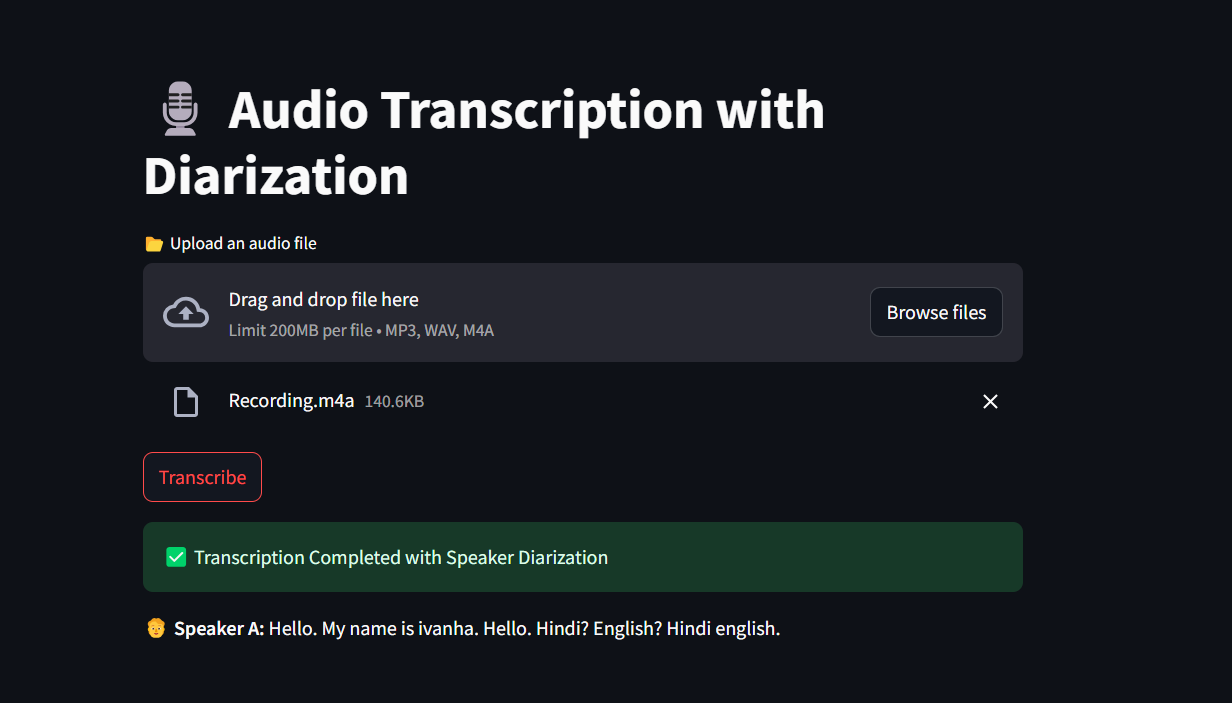 Audio Transcription with
Diarization
Upload an audio file
Drag and drop file here
Limit 200MB per file • MP3, WAV, M4A
Browse files
Recording.m4a 140.6KB
Transcribe
Transcription Completed with Speaker Diarization
Speaker A: Hello. My name is ivanha. Hello. Hindi? English? Hindi english.